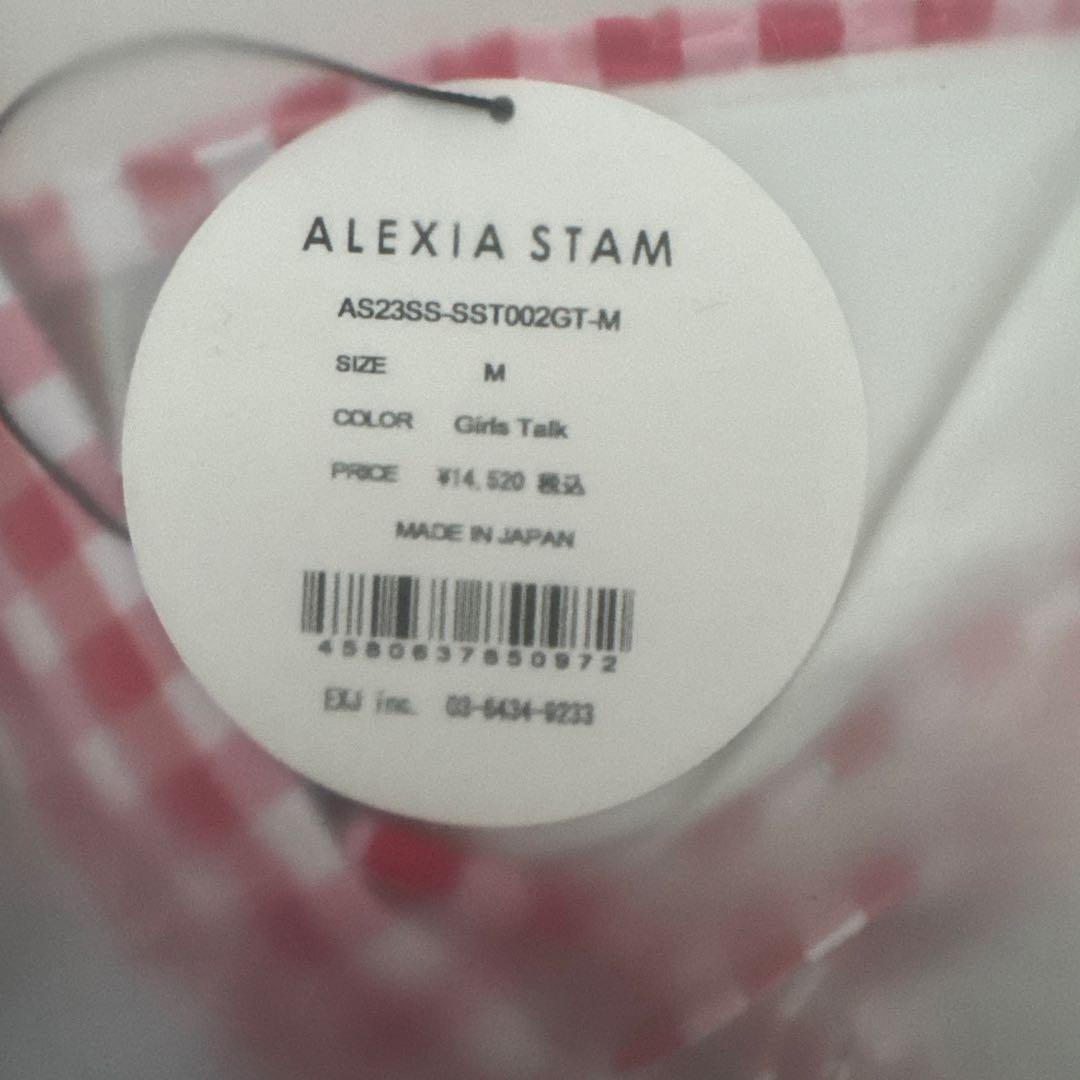 ALEXIA STAM
AS23SS-SST002GT-M
SIZE M
COLOR Girls Talk
PRICE ¥14,520 税込
MADE IN JAPAN
4580637850972
EXJ inc. 03-6434-9233